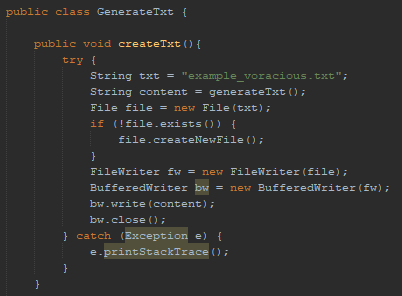 public class GenerateTxt {
public void createTxt(){
try {
String txt = "example_voracious.txt";
String content = generateTxt();
File file = new File(txt);
if (!file.exists()) {
file.createNewFile();
}
FileWriter fw = new FileWriter(file);
BufferedWriter bw = new BufferedWriter(fw);
bw.write(content);
bw.close();
} catch (Exception e) {
e.printStackTrace();
}
}